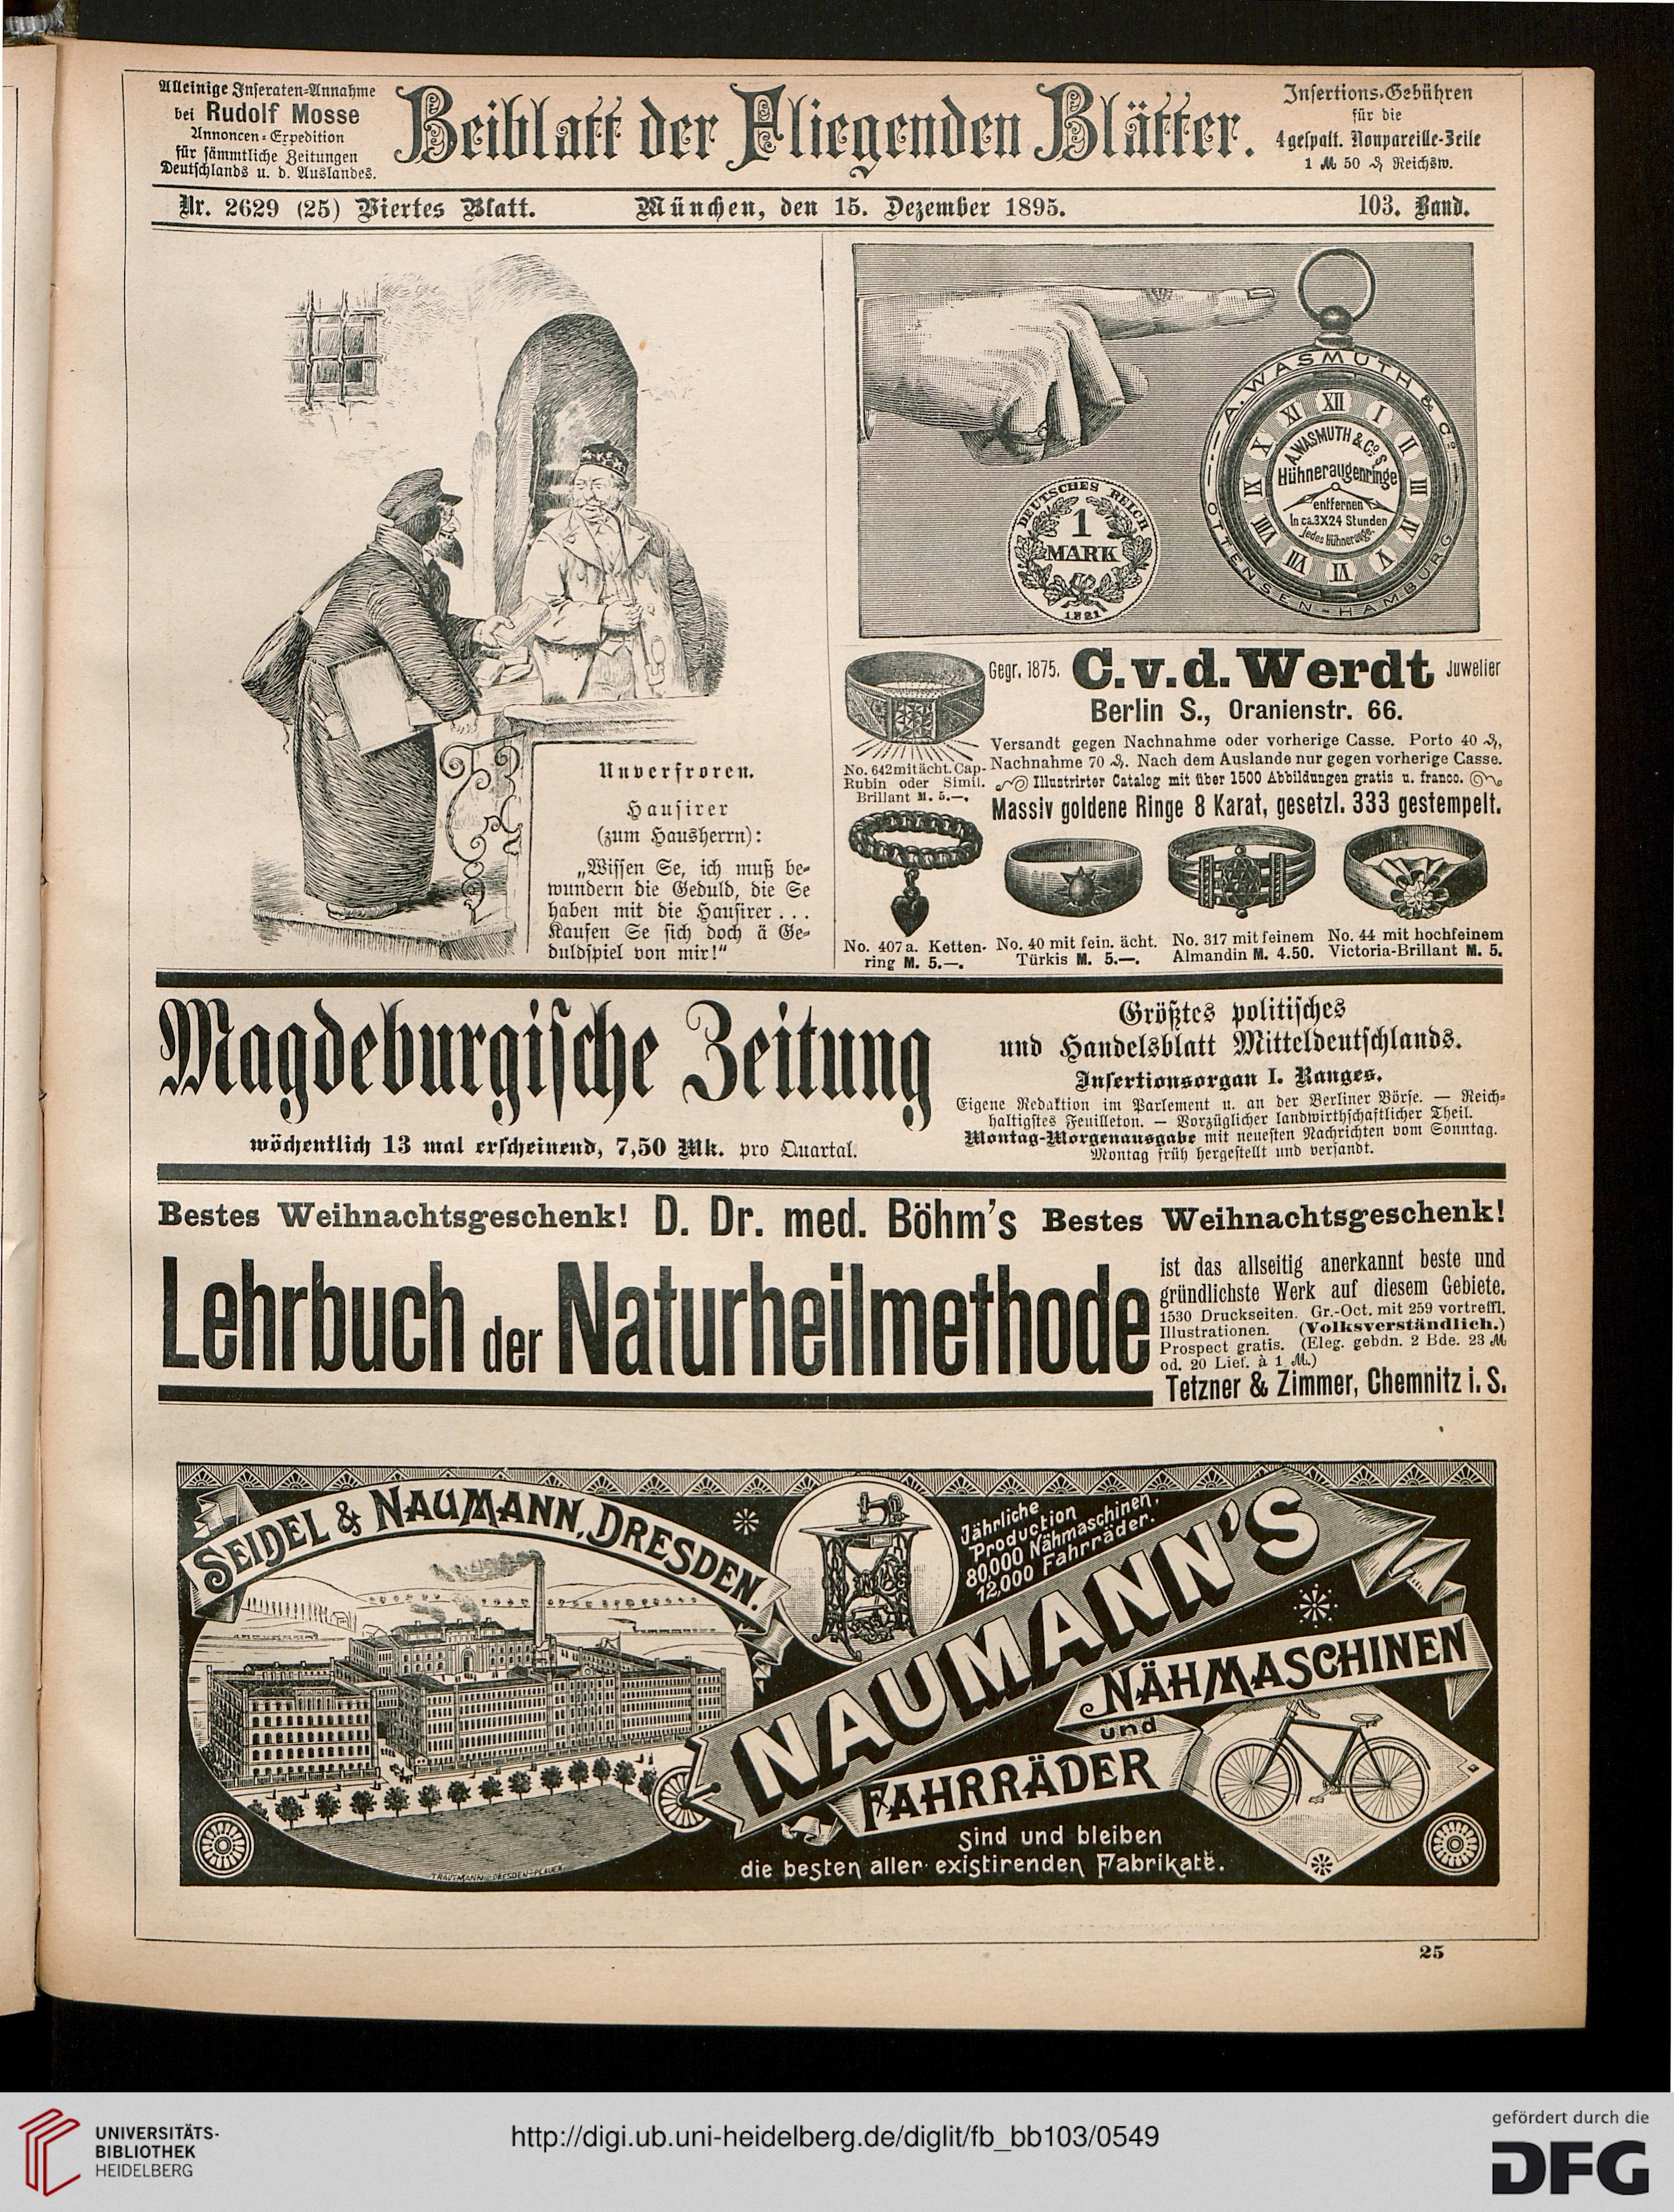 Alleinige Inseraten-Annahme
bei Rudolf Mosse
Annoncen-Expedition
für sämmtliche Zeitungen
Deutschlands u. d. Auslandes.
Beiblatt der Fliegenden Blätter.
Insertions-Gebühren
für die
4gespalt. Nonpareille-Zeile
1 M 50 ₰ Reichsw.
Nr. 2629 (25) Viertes Blatt. München, den 15. Dezember 1895. 103. Band.
Unverfroren.
Hausirer
(zum Hausherrn):
„Wissen Se, ich muß be-
wundern die Geduld, die Se
haben mit die Hausirer ...
Kaufen Se sich doch ä Ge-
duldspiel von mir!“
A. WASMUTH & Co.
OTTENSEN-HAMBURG
XII I II III IV V VI VII VIII IX X XI
A. WASMUTH & Co's
Hühneraugenringe
entfernen
In ca. 3X24 Stunden
jedes Hühnerauge
DEUTSCHES REICH
1
MARK
Gegr. 1875. C. v. d. Werdt Juwelier
Berlin S., Oranienstr. 66.
Versandt gegen Nachnahme oder vorherige Casse. Porto 40 ₰,
Nachnahme 70 ₰. Nach dem Auslande nur gegen vorherige Casse.
Illustrirter Catalog mit über 1500 Abbildungen gratis u. franco.
Massiv goldene Ringe 8 Karat, gesetzl. 333 gestempelt.
No. 642 mit ächt. Cap-
Rubin oder Simil.
Brillant M. 5.—.
No. 407a. Ketten-
ring M. 5.—.
No. 40 mit fein. ächt.
Türkis M. 5.—.
No. 317 mit feinem
Almandin M. 4.50.
No. 44 mit hochfeinem
Victoria-Brillant M. 5.
Magdeburgische Zeitung
wöchentlich 13 mal erscheinend, 7,50 Mk. pro Quartal.
Größtes politisches
und Handelsblatt Mitteldeutschlands.
Insertionsorgan I. Ranges.
Eigene Redaktion im Parlement u. an der Berliner Börse. — Reich-
haltigstes Feuilleton. — Vorzüglicher landwirthschaftlicher Theil.
Montag-Morgenausgabe mit neuesten Nachrichten vom Sonntag.
Montag früh hergestellt und versandt.
Bestes Weihnachtsgeschenk! D. Dr. med. Böhm's Bestes Weihnachtsgeschenk!
Lehrbuch der Naturheilmethode
ist das allseitig anerkannt beste und
gründlichste Werk auf diesem Gebiete.
1530 Druckseiten. Gr.-Oct. mit 259 vortreffl.
Illustrationen. (Volksverständlich.)
Prospect gratis. (Eleg. gebdn. 2 Bde. 23 M
od. 20 Lief. à 1 M.)
Tetzner & Zimmer, Chemnitz i. S.
SEIDEL & NAUMANN, DRESDEN.
Jährliche
Production
80,000 Nähmaschinen,
12,000 Fahrräder.
NAUMANN'S
NÄHMASCHINEN
und
FAHRRÄDER
Sind und bleiben
die besten aller existirenden Fabrikate.
TRAUTMANN DRESDEN-PLAUEN
25
UNIVERSITÄTS-
BIBLIOTHEK
HEIDELBERG
http://digi.ub.uni-heidelberg.de/diglit/fb_bb103/0549
gefördert durch die
DFG